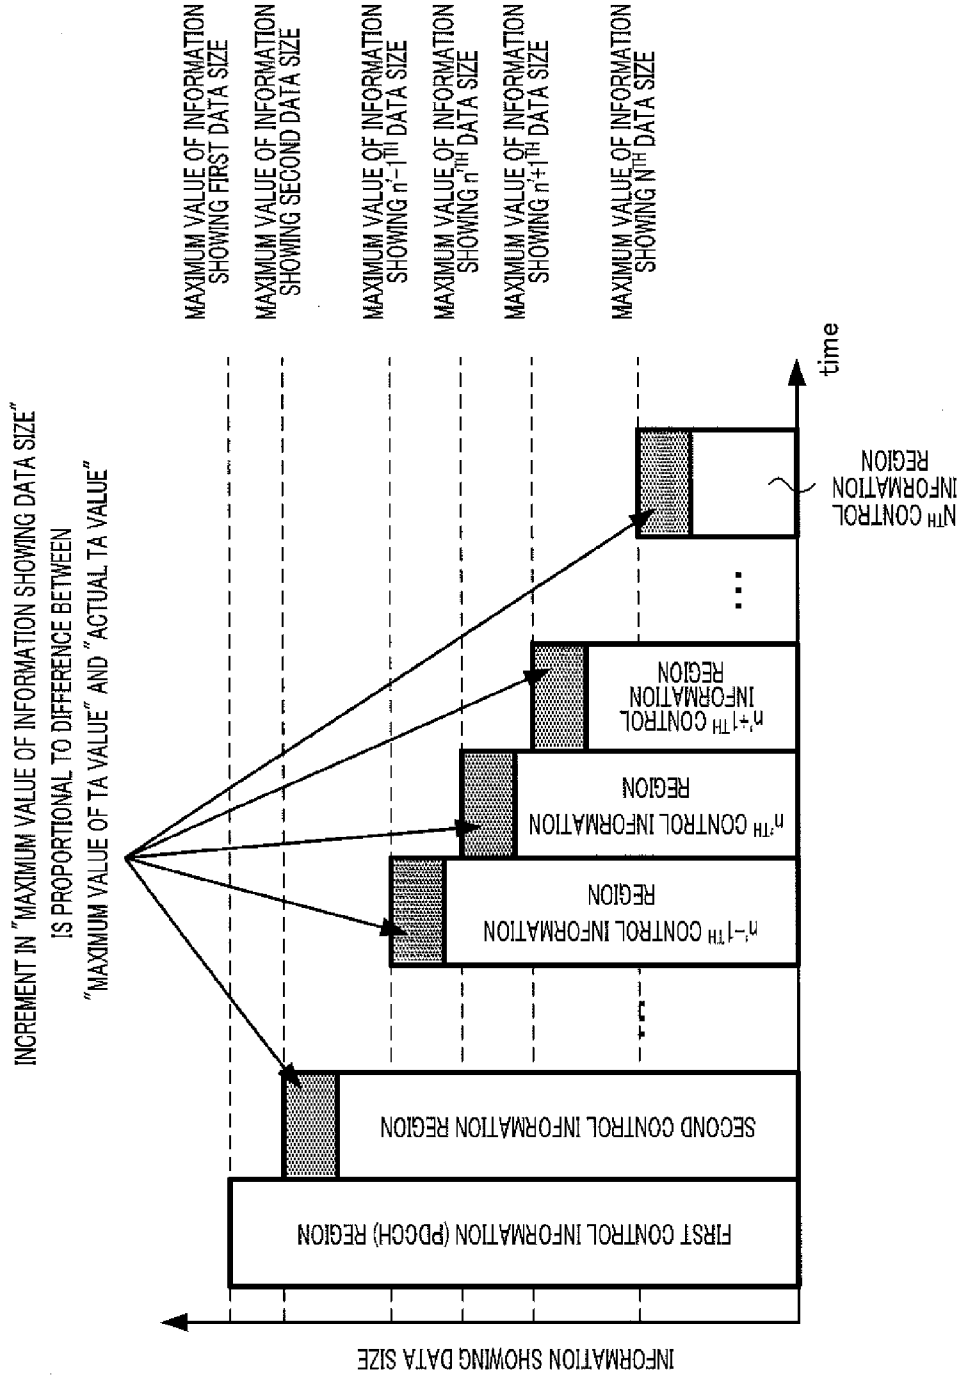 INCREMENT IN "MAXIMUM VALUE OF INFORMATION SHOWING DATA SIZE"
IS PROPORTIONAL TO DIFFERENCE BETWEEN
"MAXIMUM VALUE OF TA VALUE" AND "ACTUAL TA VALUE"
MAXIMUM VALUE OF INFORMATION
SHOWING FIRST DATA SIZE
MAXIMUM VALUE OF INFORMATION
SHOWING SECOND DATA SIZE
MAXIMUM VALUE OF INFORMATION
SHOWING n'-1TH DATA SIZE
MAXIMUM VALUE OF INFORMATION
SHOWING n'TH DATA SIZE
MAXIMUM VALUE OF INFORMATION
SHOWING n'+1TH DATA SIZE
MAXIMUM VALUE OF INFORMATION
SHOWING NTH DATA SIZE
INFORMATION SHOWING DATA SIZE
FIRST CONTROL INFORMATION (PDCCH) REGION
SECOND CONTROL INFORMATION REGION
...
n'-1TH CONTROL INFORMATION
REGION
n'TH CONTROL INFORMATION
REGION
n'+1TH CONTROL
INFORMATION
REGION
...
NTH CONTROL
INFORMATION
REGION
time